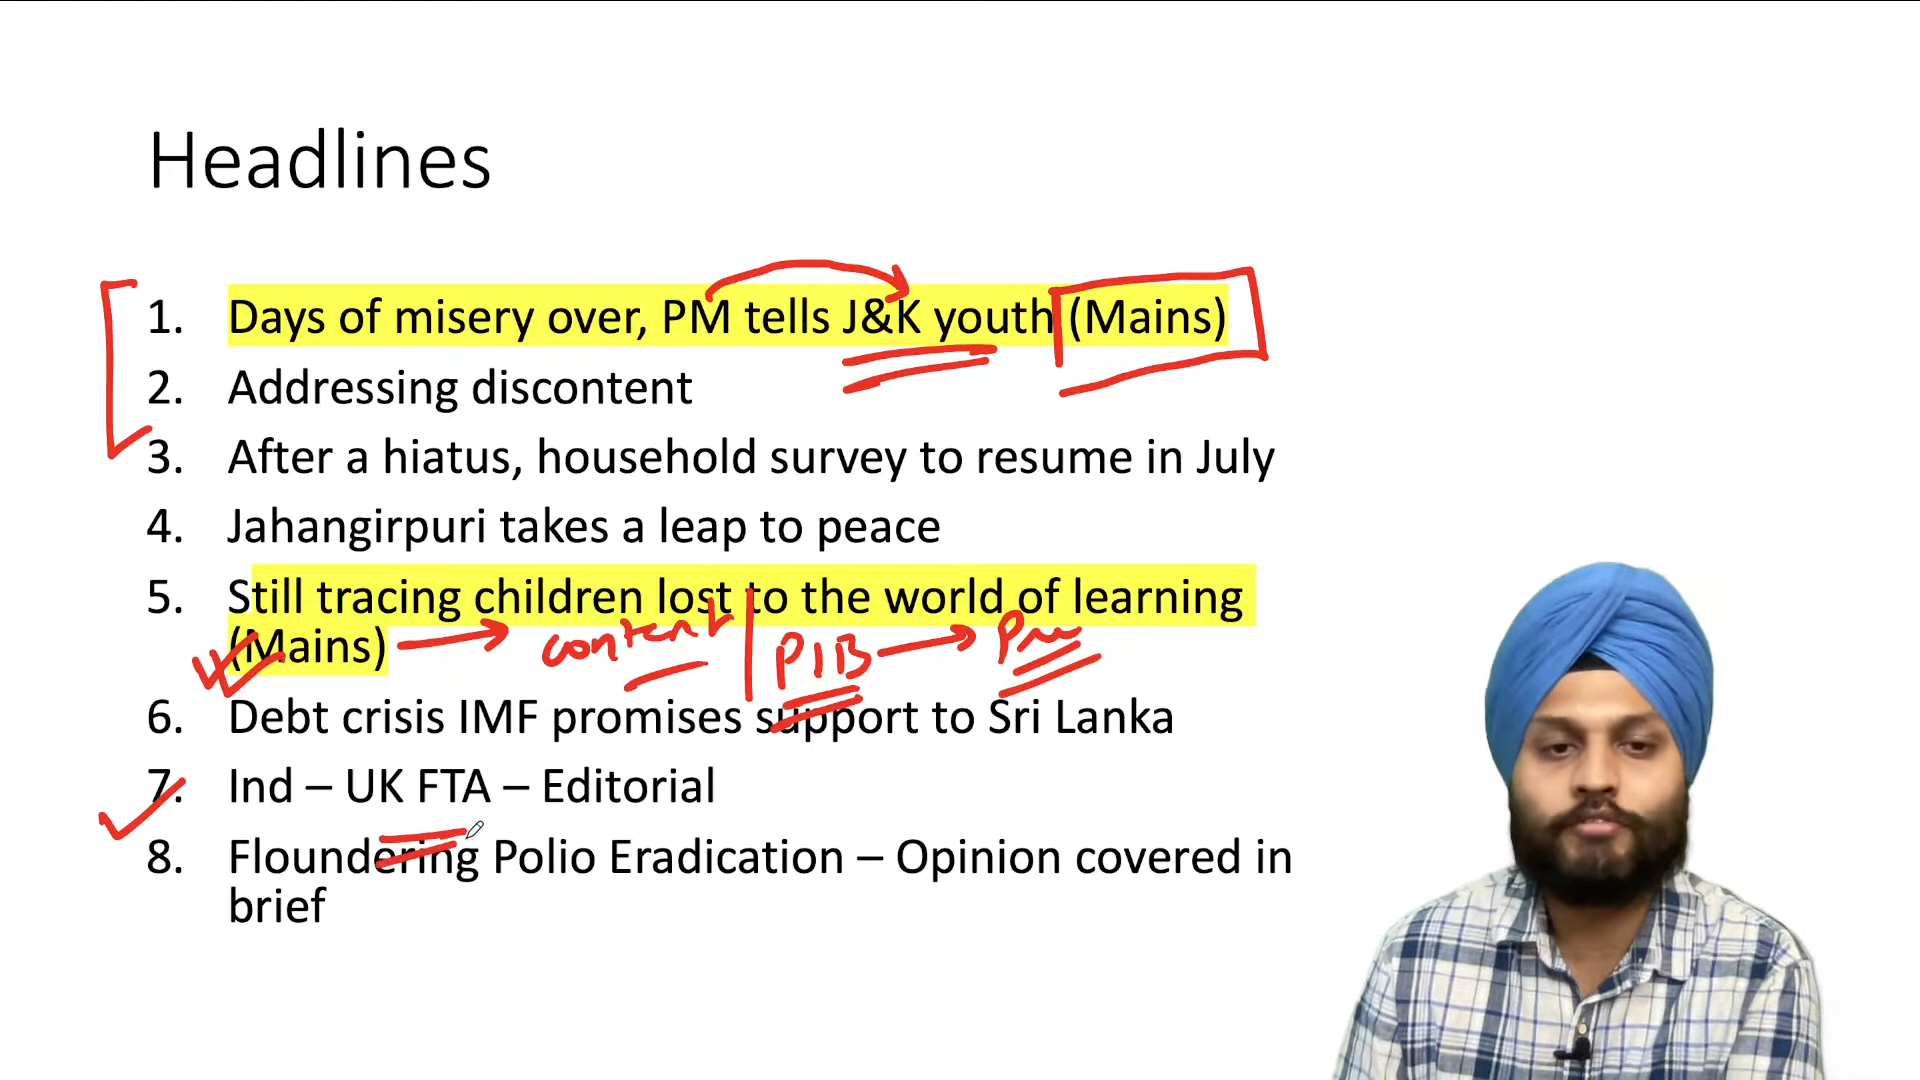 Headlines
1. Days of misery over, PM tells J&K youth (Mains)
2. Addressing discontent
3. After a hiatus, household survey to resume in July
4. Jahangirpuri takes a leap to peace
5. Still tracing children lost to the world of learning
(Mains) content PIB
6. Debt crisis IMF promises support to Sri Lanka
7. Ind – UK FTA – Editorial
8. Floundering Polio Eradication – Opinion covered in
brief